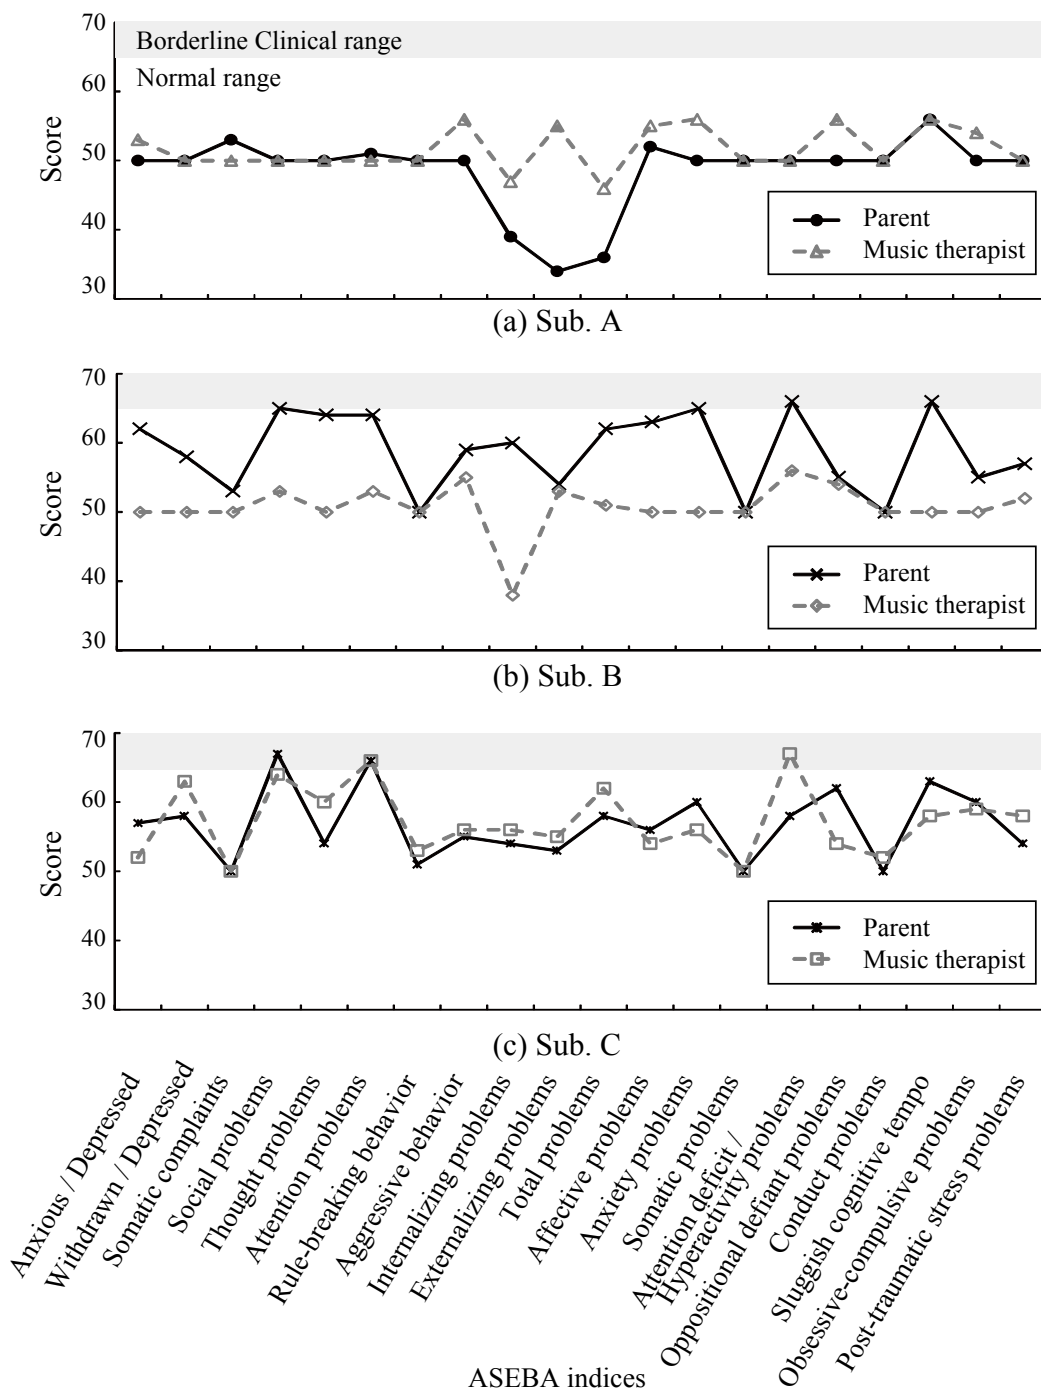 70
Borderline Clinical range
Normal range
60
50
40
30
Score
Parent
Music therapist
(a) Sub. A
70
60
50
40
30
Score
Parent
Music therapist
(b) Sub. B
70
60
50
40
30
Score
Parent
Music therapist
(c) Sub. C
Anxious / Depressed
Withdrawn / Depressed
Somatic complaints
Social problems
Thought problems
Attention problems
Rule-breaking behavior
Aggressive behavior
Internalizing problems
Externalizing problems
Total problems
Affective problems
Anxiety problems
Somatic problems
Attention deficit /
Hyperactivity problems
Oppositional defiant problems
Conduct problems
Sluggish cognitive tempo
Obsessive-compulsive problems
Post-traumatic stress problems
ASEBA indices